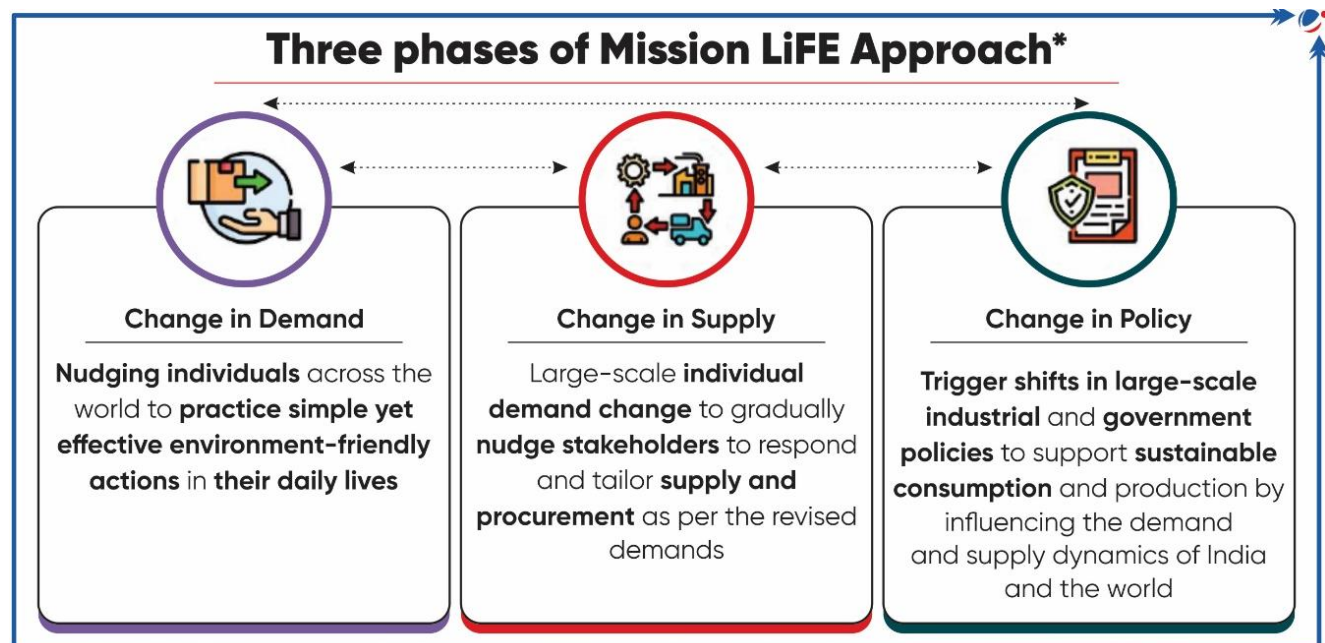 Three phases of Mission LiFE Approach*
Change in Demand
Nudging individuals across the
world to practice simple yet
effective environment-friendly
actions in their daily lives
Change in Supply
Large-scale individual
demand change to gradually
nudge stakeholders to respond
and tailor supply and
procurement as per the revised
demands
Change in Policy
Trigger shifts in large-scale
industrial and government
policies to support sustainable
consumption and production by
influencing the demand
and supply dynamics of India
and the world